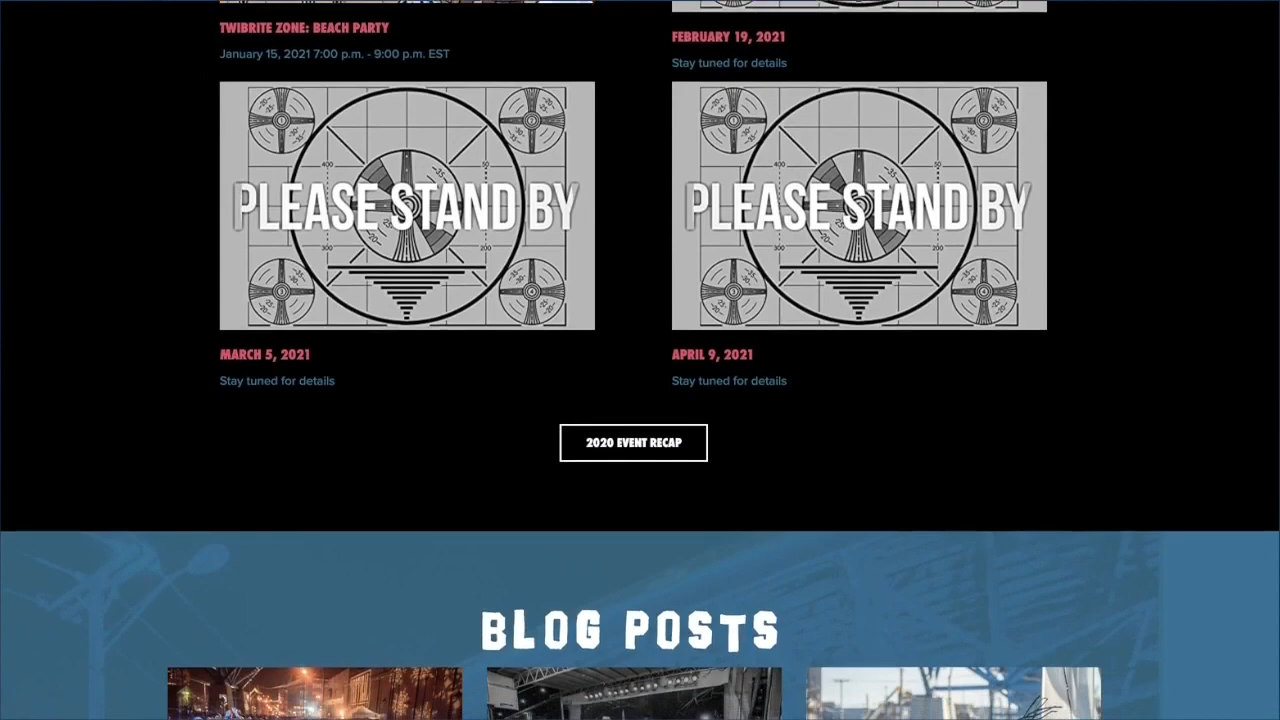 TWIBRITE ZONE: BEACH PARTY
January 15, 2021 7:00 p.m. - 9:00 p.m. EST
FEBRUARY 19, 2021
Stay tuned for details
PLEASE STAND BY
MARCH 5, 2021
Stay tuned for details
PLEASE STAND BY
APRIL 9, 2021
Stay tuned for details
2020 EVENT RECAP
BLOG POSTS